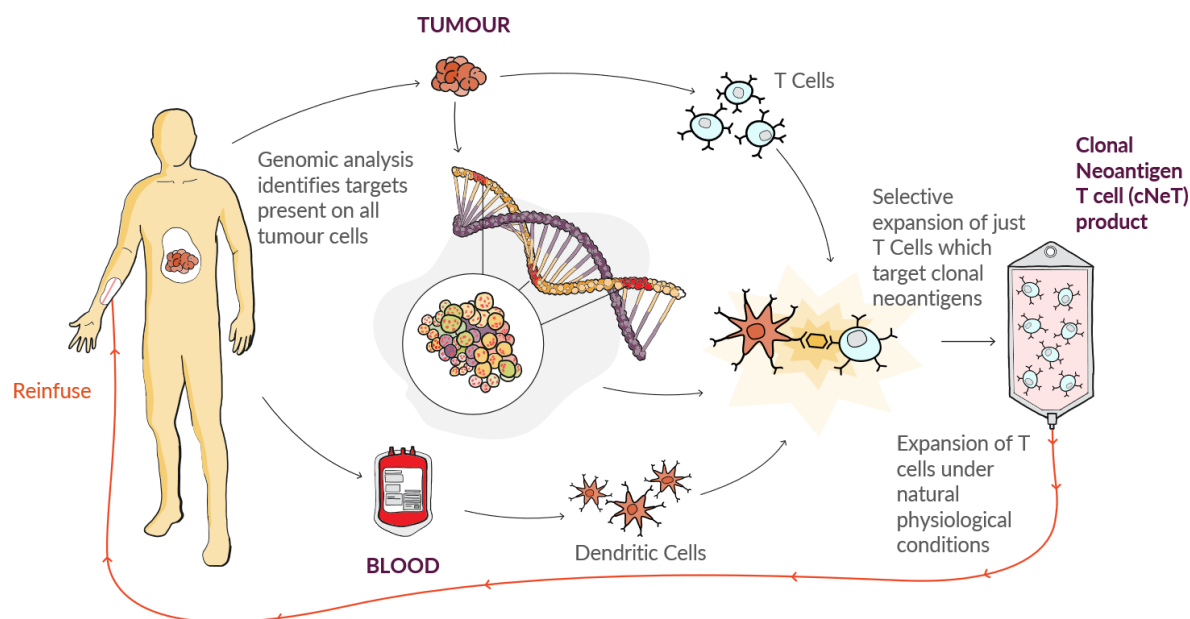 TUMOUR
T Cells
Genomic analysis
identifies targets
present on all
tumour cells
Clonal
Neoantigen
T cell (cNeT)
product
Selective
expansion of just
T Cells which
target clonal
neoantigens
Reinfuse
Expansion of T
cells under
natural
physiological
conditions
Dendritic Cells
BLOOD